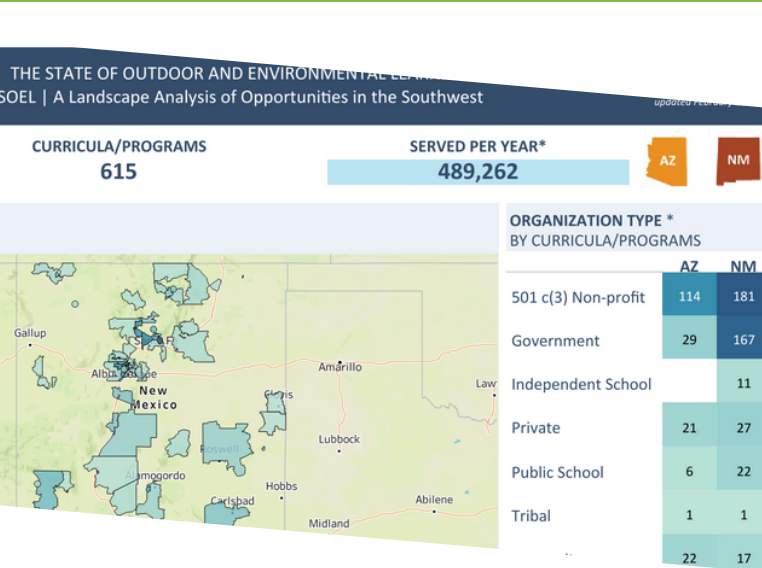 THE STATE OF OUTDOOR AND ENVIRONMENTAL
SOEL | A Landscape Analysis of Opportunities in the Southwest
updated February
CURRICULA/PROGRAMS
615
SERVED PER YEAR*
489,262
AZ
NM
ORGANIZATION TYPE *
BY CURRICULA/PROGRAMS
AZ NM
501 c(3) Non-profit 114 181
Government 29 167
Independent School 11
Private 21 27
Public School 6 22
Tribal 1 1
22 17
Gallup
Amarillo
New
Mexico
Lubbock
Roswell
Alamogordo
Hobbs
Carlsbad
Abilene
Midland